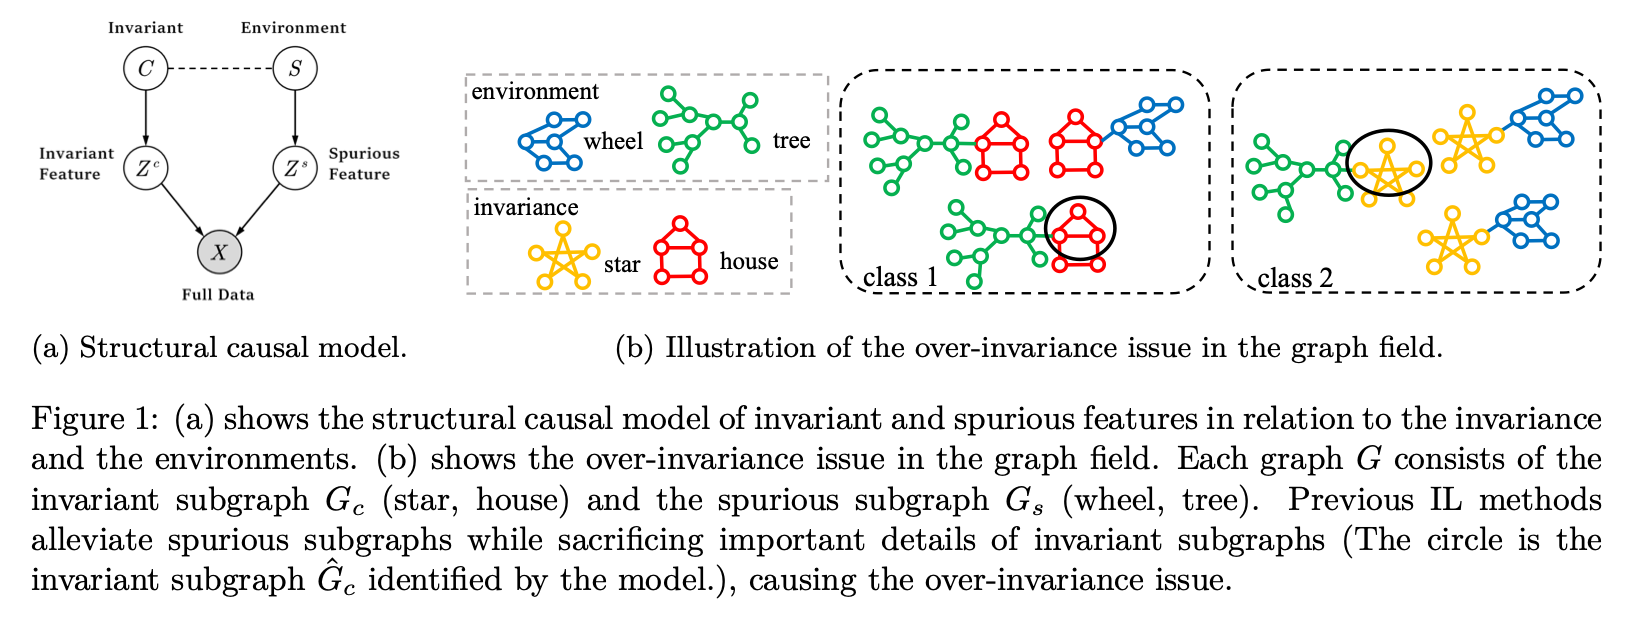 Invariant
Environment
C
S
Invariant
Feature
Z^c
Z^s
Spurious
Feature
X
Full Data
environment
wheel
tree
invariance
star
house
class 1
class 2
(a) Structural causal model.
(b) Illustration of the over-invariance issue in the graph field.
Figure 1: (a) shows the structural causal model of invariant and spurious features in relation to the invariance
and the environments. (b) shows the over-invariance issue in the graph field. Each graph G consists of the
invariant subgraph G_c (star, house) and the spurious subgraph G_s (wheel, tree). Previous IL methods
alleviate spurious subgraphs while sacrificing important details of invariant subgraphs (The circle is the
invariant subgraph Ĝ_c identified by the model.), causing the over-invariance issue.